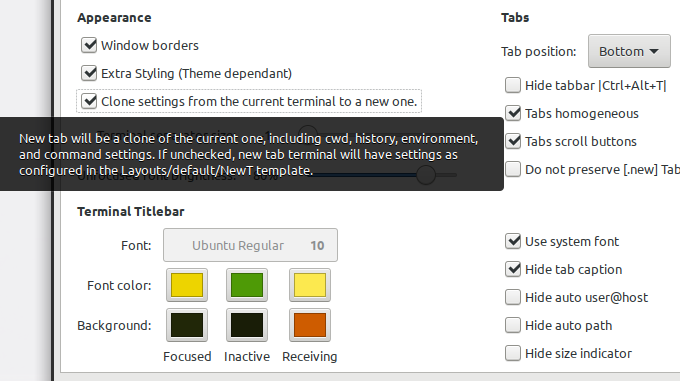 Appearance
Window borders
Extra Styling (Theme dependant)
Clone settings from the current terminal to a new one.
New tab will be a clone of the current one, including cwd, history, environment,
and command settings. If unchecked, new tab terminal will have settings as
configured in the Layouts/default/NewT template.
Terminal Titlebar
Font: Ubuntu Regular 10
Font color:
Background:
Focused Inactive Receiving
Tabs
Tab position: Bottom
Hide tabbar |Ctrl+Alt+T|
Tabs homogeneous
Tabs scroll buttons
Do not preserve [.new] Tab
Use system font
Hide tab caption
Hide auto user@host
Hide auto path
Hide size indicator